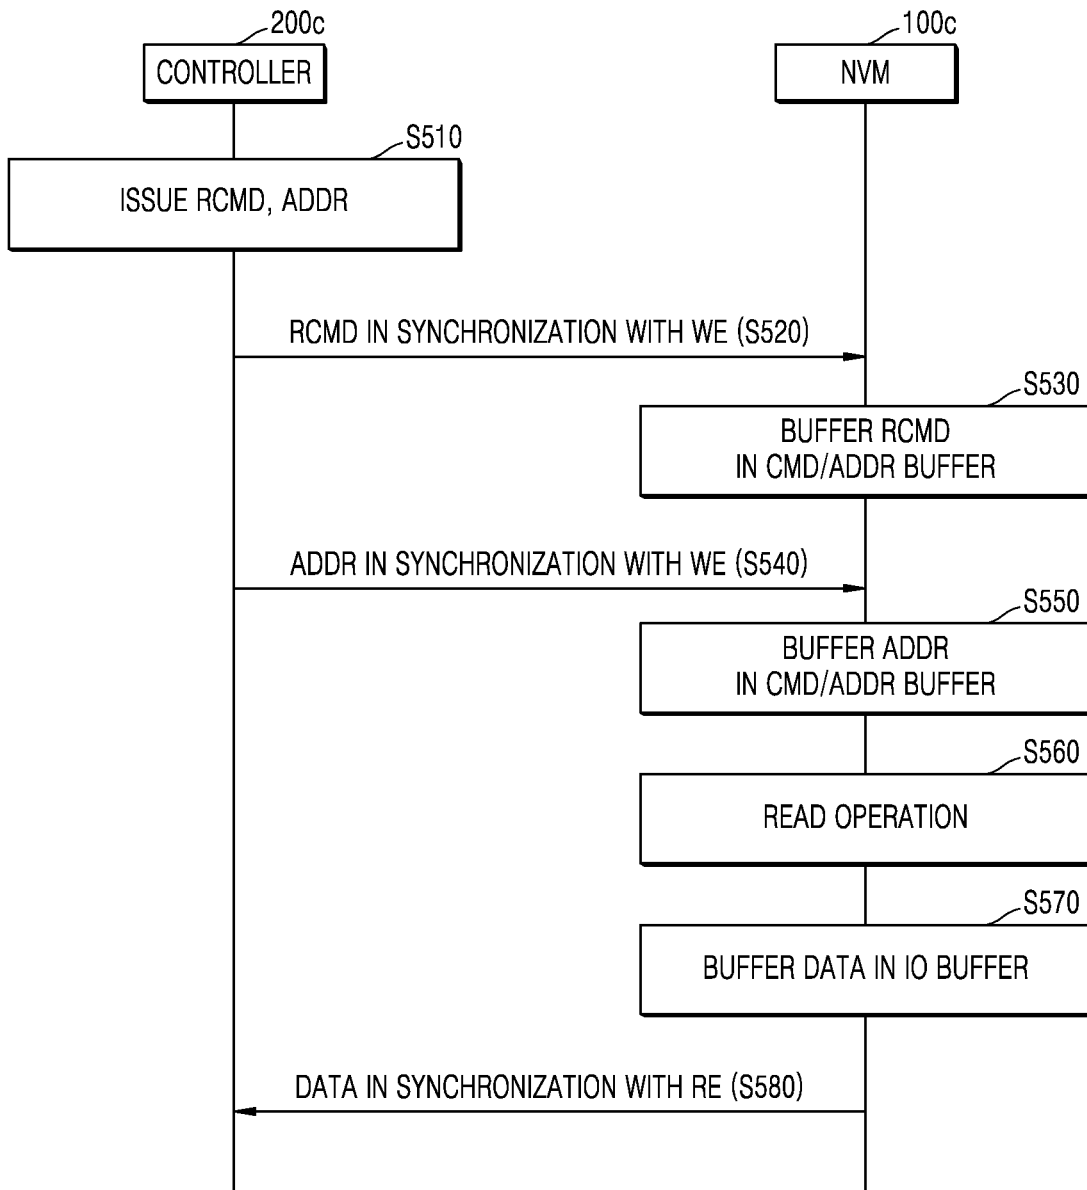 200c
100c
CONTROLLER
NVM
S510
ISSUE RCMD, ADDR
RCMD IN SYNCHRONIZATION WITH WE (S520)
S530
BUFFER RCMD
IN CMD/ADDR BUFFER
ADDR IN SYNCHRONIZATION WITH WE (S540)
S550
BUFFER ADDR
IN CMD/ADDR BUFFER
S560
READ OPERATION
S570
BUFFER DATA IN IO BUFFER
DATA IN SYNCHRONIZATION WITH RE (S580)